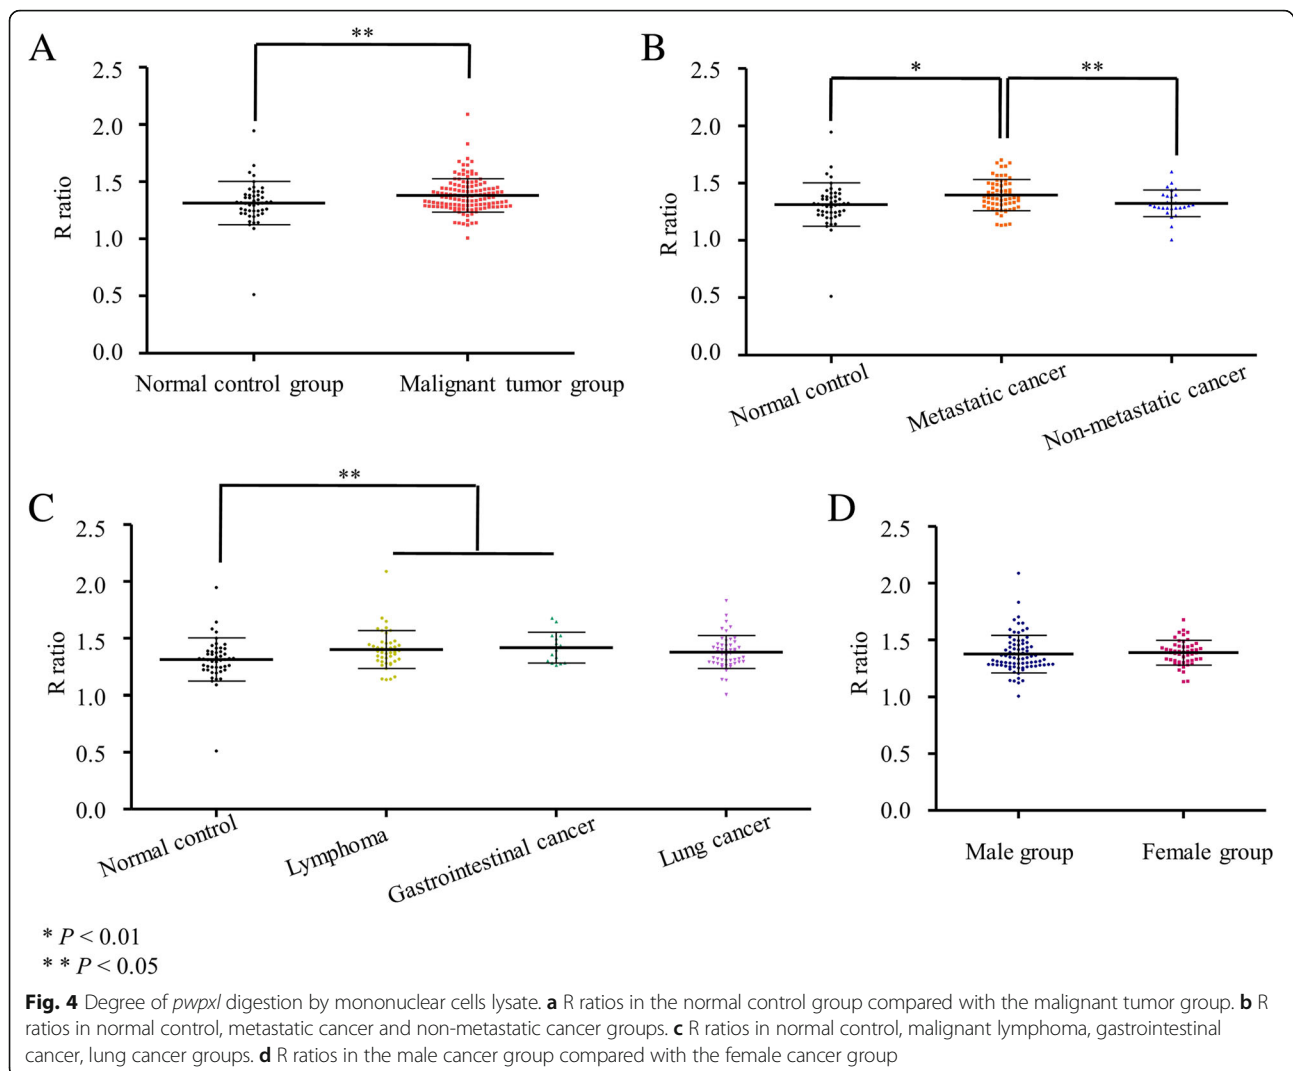 A
**
2.5
2.0
1.5
1.0
0.5
0.0
R ratio
Normal control group
Malignant tumor group
B
*
**
2.5
2.0
1.5
1.0
0.5
0.0
R ratio
Normal control
Metastatic cancer
Non-metastatic cancer
C
**
2.5
2.0
1.5
1.0
0.5
0.0
R ratio
Normal control
Lymphoma
Gastrointestinal cancer
Lung cancer
D
2.5
2.0
1.5
1.0
0.5
0.0
R ratio
Male group
Female group
* P < 0.01
* * P < 0.05
Fig. 4 Degree of pwpxl digestion by mononuclear cells lysate. a R ratios in the normal control group compared with the malignant tumor group. b R
ratios in normal control, metastatic cancer and non-metastatic cancer groups. c R ratios in normal control, malignant lymphoma, gastrointestinal
cancer, lung cancer groups. d R ratios in the male cancer group compared with the female cancer group